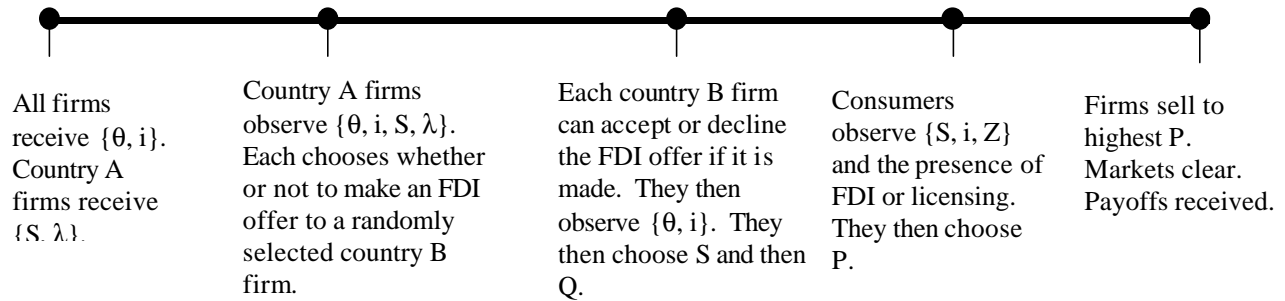 All firms
receive {θ, i}.
Country A
firms receive
{S, λ}.
Country A firms
observe {θ, i, S, λ}.
Each chooses whether
or not to make an FDI
offer to a randomly
selected country B
firm.
Each country B firm
can accept or decline
the FDI offer if it is
made.  They then
observe {θ, i}.  They
then choose S and then
Q.
Consumers
observe {S, i, Z}
and the presence of
FDI or licensing.
They then choose
P.
Firms sell to
highest P.
Markets clear.
Payoffs received.